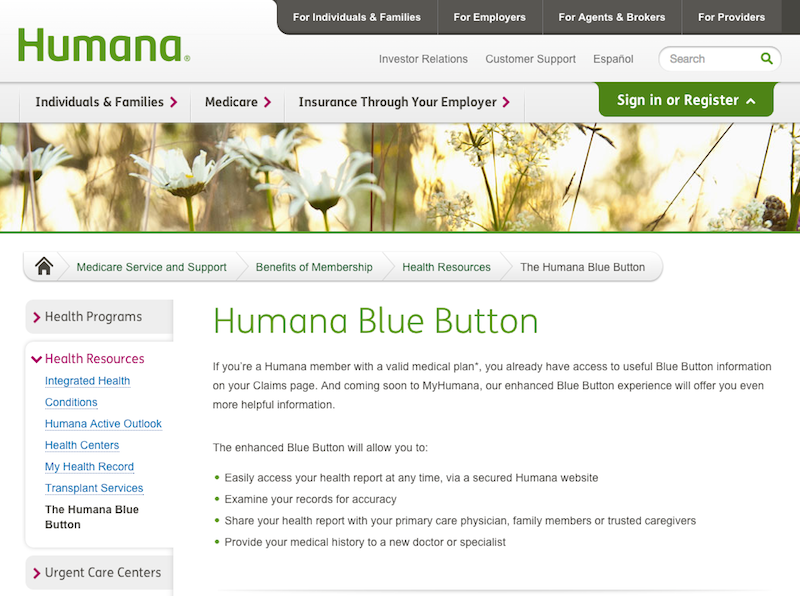 For Individuals & Families
For Employers
For Agents & Brokers
For Providers
Humana®
Investor Relations
Customer Support
Español
Search
Individuals & Families
Medicare
Insurance Through Your Employer
Sign in or Register
Medicare Service and Support
Benefits of Membership
Health Resources
The Humana Blue Button
Health Programs
Health Resources
Integrated Health
Conditions
Humana Active Outlook
Health Centers
My Health Record
Transplant Services
The Humana Blue
Button
Urgent Care Centers
Humana Blue Button
If you're a Humana member with a valid medical plan*, you already have access to useful Blue Button information
on your Claims page. And coming soon to MyHumana, our enhanced Blue Button experience will offer you even
more helpful information.
The enhanced Blue Button will allow you to:
• Easily access your health report at any time, via a secured Humana website
• Examine your records for accuracy
• Share your health report with your primary care physician, family members or trusted caregivers
• Provide your medical history to a new doctor or specialist